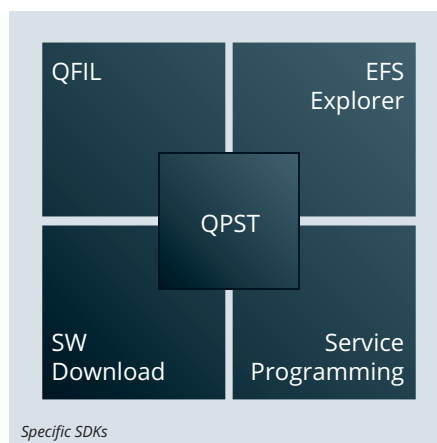 QFIL
EFS
Explorer
QPST
SW
Download
Service
Programming
Specific SDKs